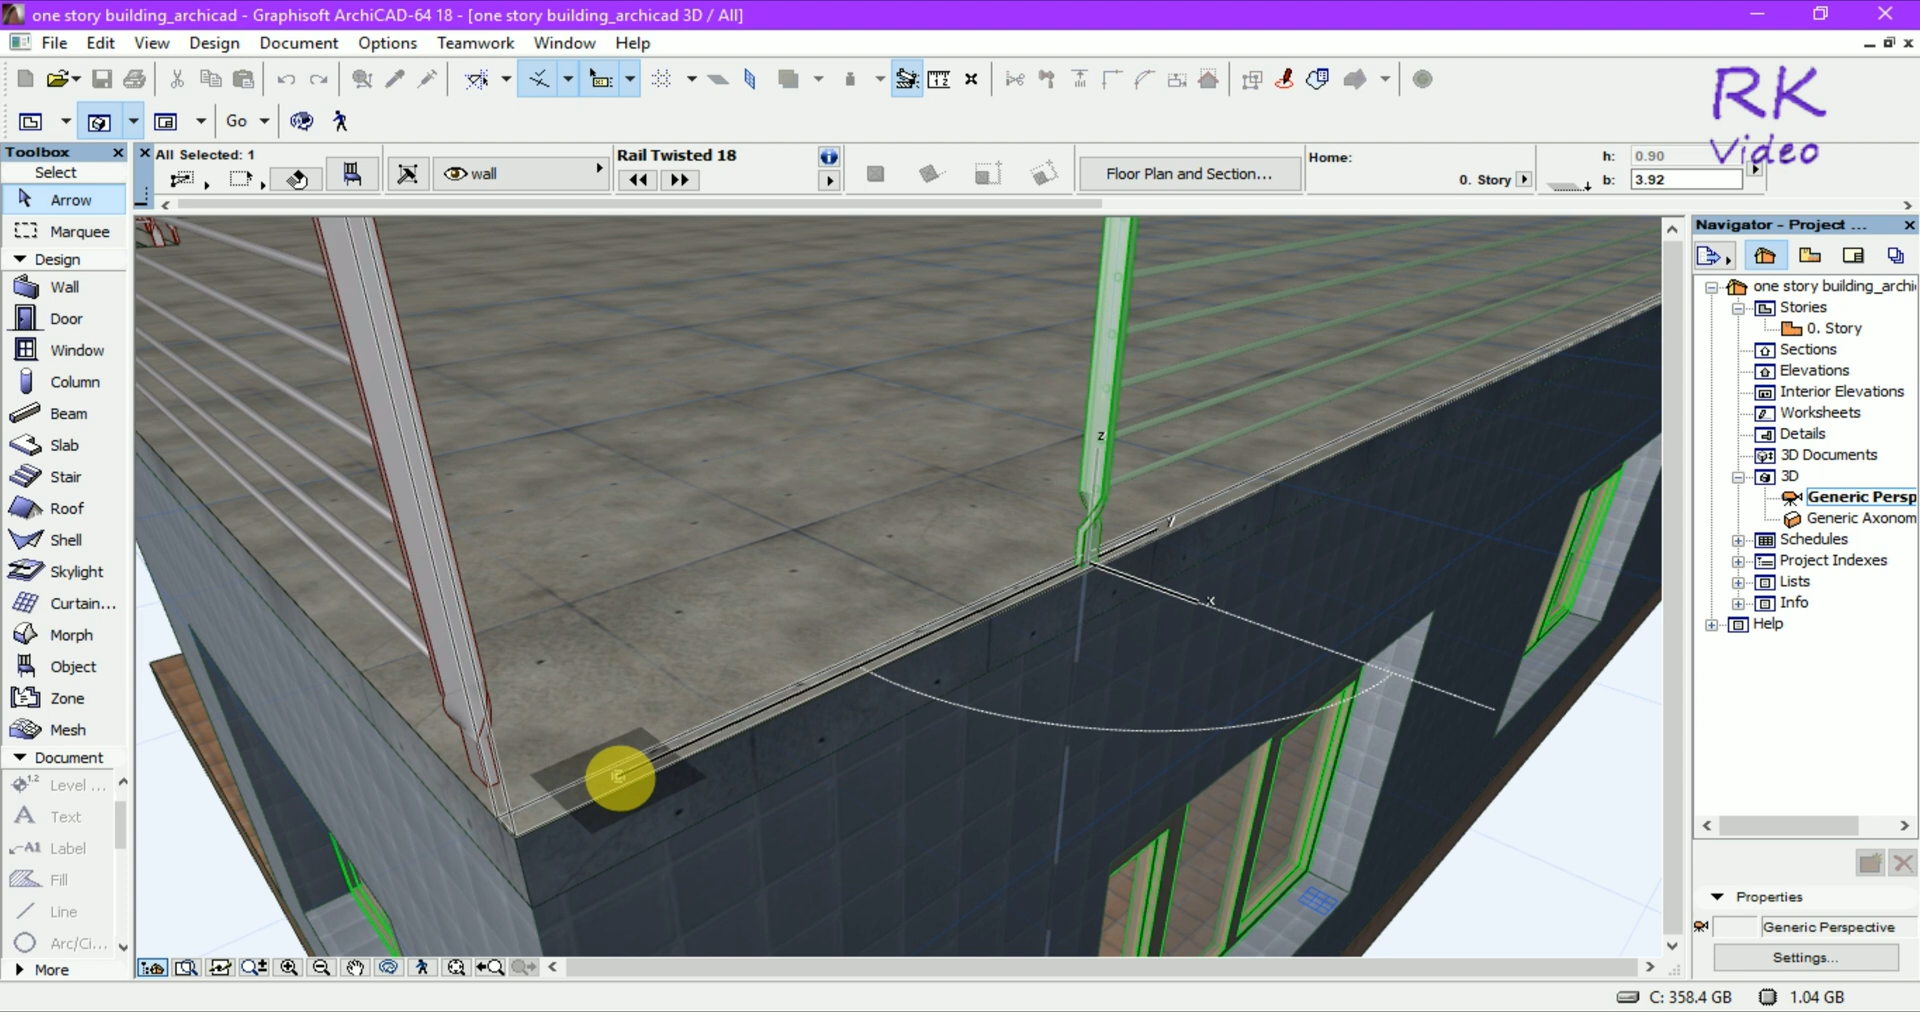 one story building_archicad - Graphisoft ArchiCAD-64 18 - [one story building_archicad 3D / All]
File Edit View Design Document Options Teamwork Window Help
Go
RK
Video
Toolbox
Select
Arrow
Marquee
Design
Wall
Door
Window
Column
Beam
Slab
Stair
Roof
Shell
Skylight
Curtain...
Morph
Object
Zone
Mesh
Document
Level ...
Text
A1 Label
Fill
Line
Arc/Ci...
More
All Selected: 1
wall
Rail Twisted 18
Floor Plan and Section...
Home:
0. Story
h: 0.90
b: 3.92
z
y
x
Navigator - Project ...
one story building_archi
Stories
0. Story
Sections
Elevations
Interior Elevations
Worksheets
Details
3D Documents
3D
Generic Persp
Generic Axonom
Schedules
Project Indexes
Lists
Info
Help
Properties
Generic Perspective
Settings...
C: 358.4 GB 1.04 GB